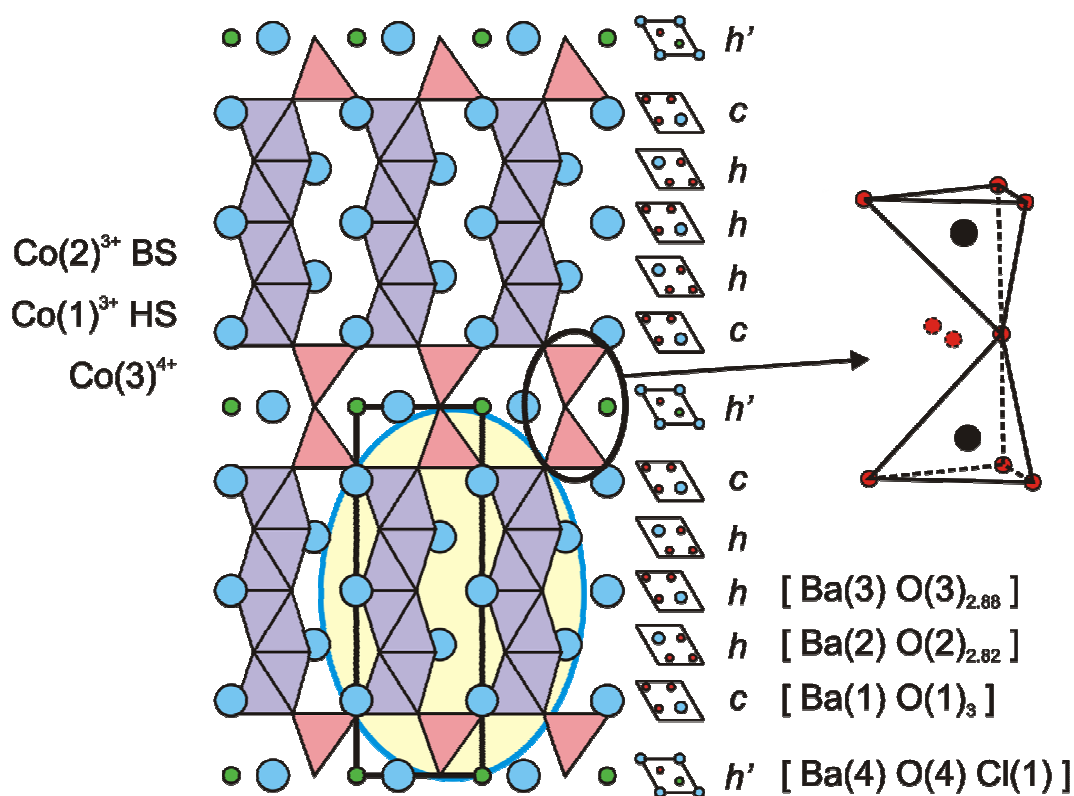 h’
c
h
h
Co(2)³⁺ BS
h
Co(1)³⁺ HS
c
Co(3)⁴⁺
h’
c
h
h [ Ba(3) O(3)₂.₈₈ ]
h [ Ba(2) O(2)₂.₈₂ ]
c [ Ba(1) O(1)₃ ]
h’ [ Ba(4) O(4) Cl(1) ]